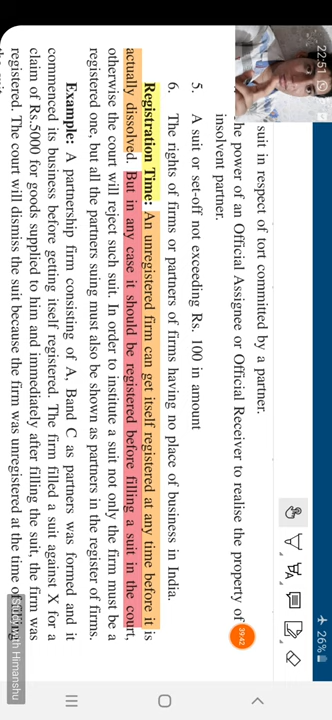 22:51
26%
suit in respect of tort committed by a partner.
he power of an Official Assignee or Official Receiver to realise the property of
insolvent partner.
39:42
5. A suit or set-off not exceeding Rs. 100 in amount
6. The rights of firms or partners of firms having no place of business in India.
Registration Time: An unregistered firm can get itself registered at any time before it is
actually dissolved. But in any case it should be registered before filling a suit in the court,
otherwise the court will reject such suit. In order to institute a suit not only the firm must be a
registered one, but all the partners suing must also be shown as partners in the register of firms.
Example: A partnership firm consisting of A, Band C as partners was formed and it
commenced its business before getting itself registered. The firm filled a suit against X for a
claim of Rs.5000 for goods supplied to him and immediately after filling the suit, the firm was
registered. The court will dismiss the suit because the firm was unregistered at the time of
Study with Himanshu